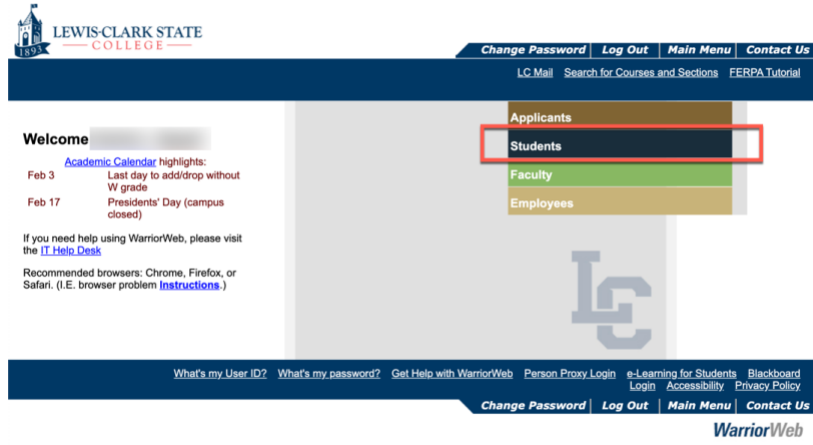 LEWIS-CLARK STATE
COLLEGE
1893
Change Password Log Out Main Menu Contact Us
LC Mail Search for Courses and Sections FERPA Tutorial
Welcome
Academic Calendar highlights:
Feb 3 Last day to add/drop without
W grade
Feb 17 Presidents' Day (campus
closed)
If you need help using WarriorWeb, please visit
the IT Help Desk
Recommended browsers: Chrome, Firefox, or
Safari. (I.E. browser problem Instructions.)
Applicants
Students
Faculty
Employees
LC
What's my User ID? What's my password? Get Help with WarriorWeb Person Proxy Login e-Learning for Students Blackboard
Login Accessibility Privacy Policy
Change Password Log Out Main Menu Contact Us
WarriorWeb